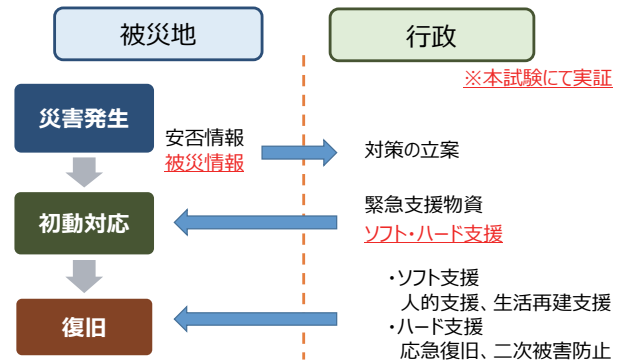 被災地
行政
※本試験にて実証
災害発生
安否情報
被災情報
対策の立案
初動対応
緊急支援物資
ソフト・ハード支援
復旧
・ソフト支援
人的支援、生活再建支援
・ハード支援
応急復旧、二次被害防止